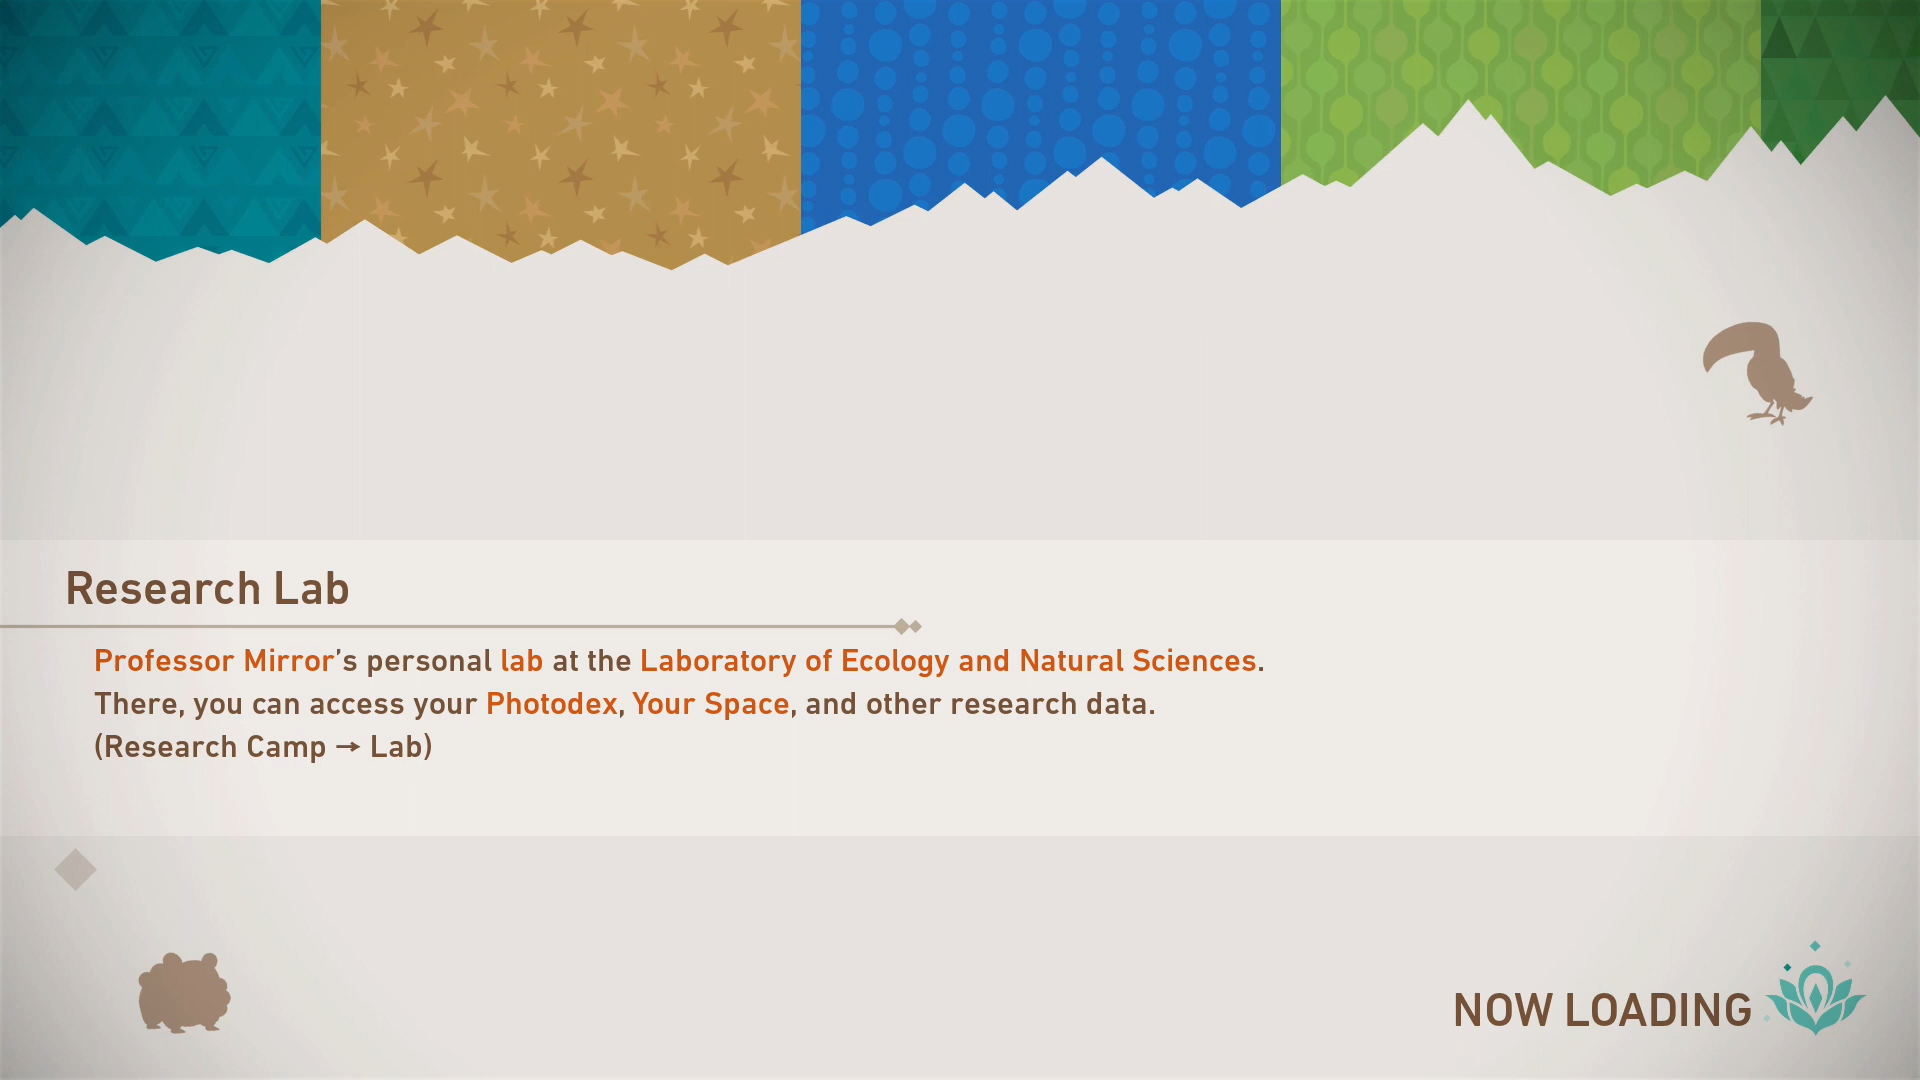 Research Lab
Professor Mirror’s personal lab at the Laboratory of Ecology and Natural Sciences.
There, you can access your Photodex, Your Space, and other research data.
(Research Camp → Lab)
NOW LOADING